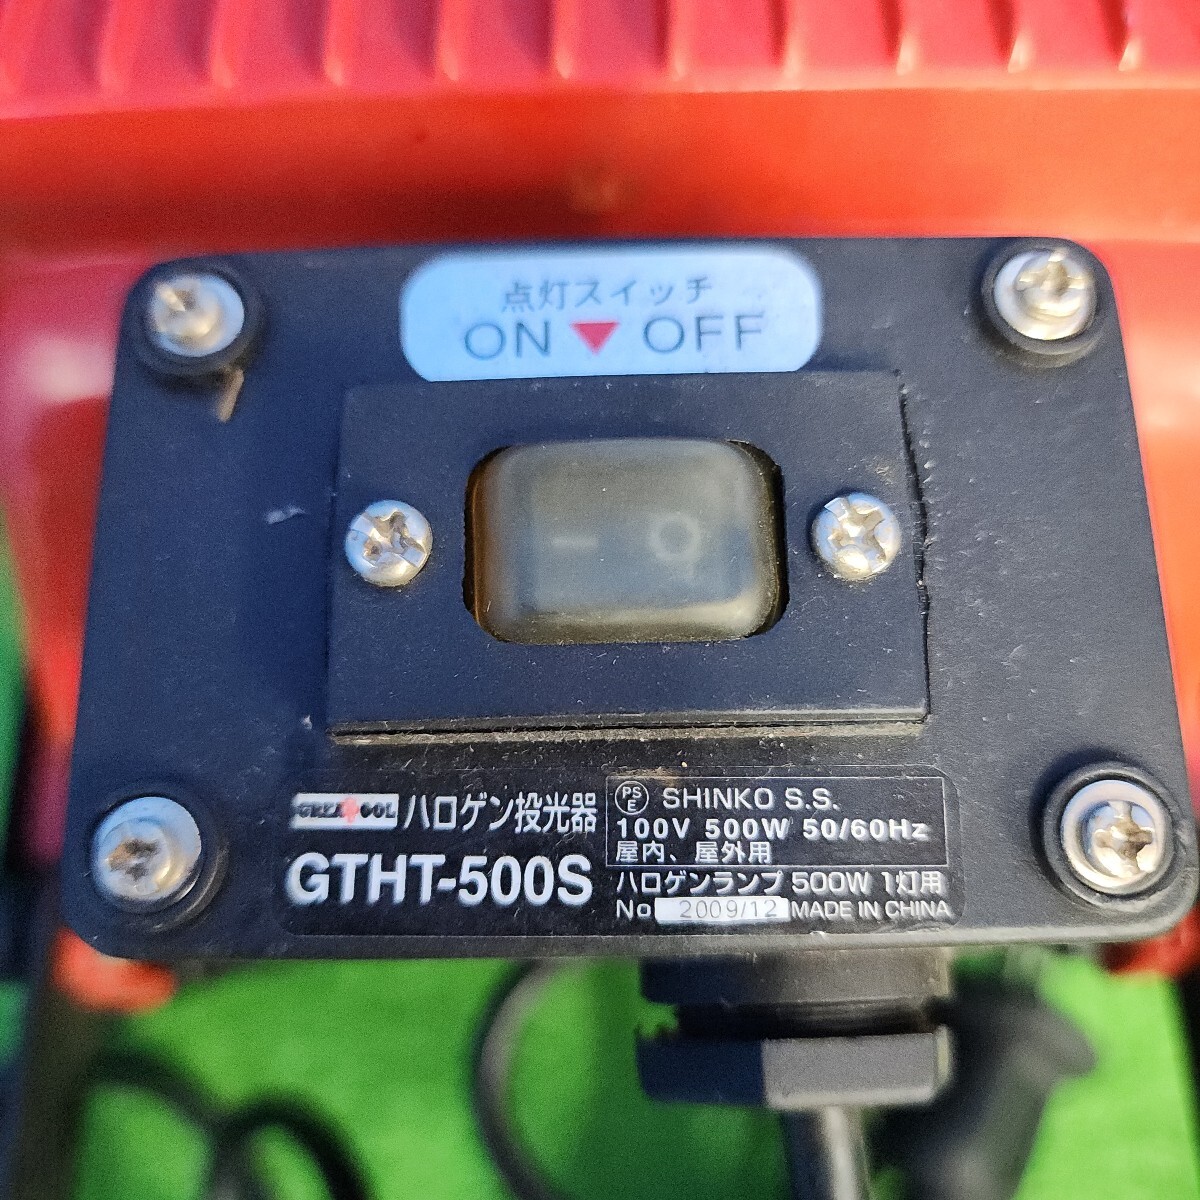 点灯スイッチ
ON ▼ OFF
GREATTOOL ハロゲン投光器
GTHT-500S
PS E SHINKO S.S.
100V 500W 50/60Hz
屋内、屋外用
ハロゲンランプ 500W 1灯用
No 2009/12 MADE IN CHINA